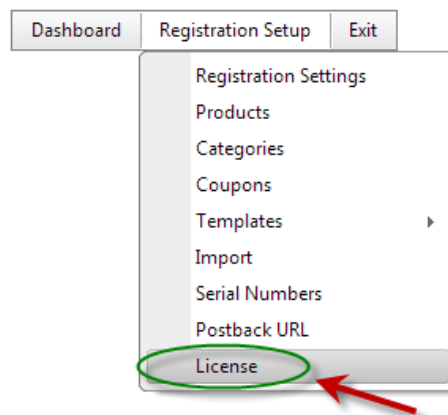 Dashboard Registration Setup Exit
Registration Settings
Products
Categories
Coupons
Templates
Import
Serial Numbers
Postback URL
License